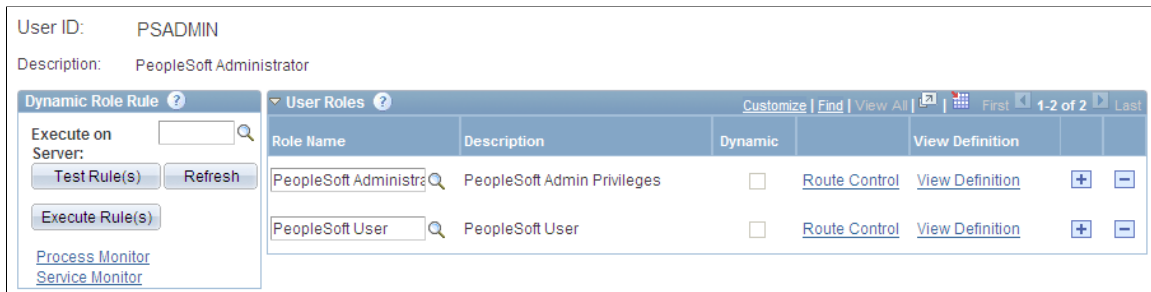 User ID: PSADMIN
Description: PeopleSoft Administrator
Dynamic Role Rule ?
Execute on Server:
Test Rule(s) Refresh
Execute Rule(s)
Process Monitor
Service Monitor
User Roles ? Customize | Find | View All | | First 1-2 of 2 Last
Role Name Description Dynamic View Definition
PeopleSoft Administra PeopleSoft Admin Privileges Route Control View Definition + −
PeopleSoft User PeopleSoft User Route Control View Definition + −